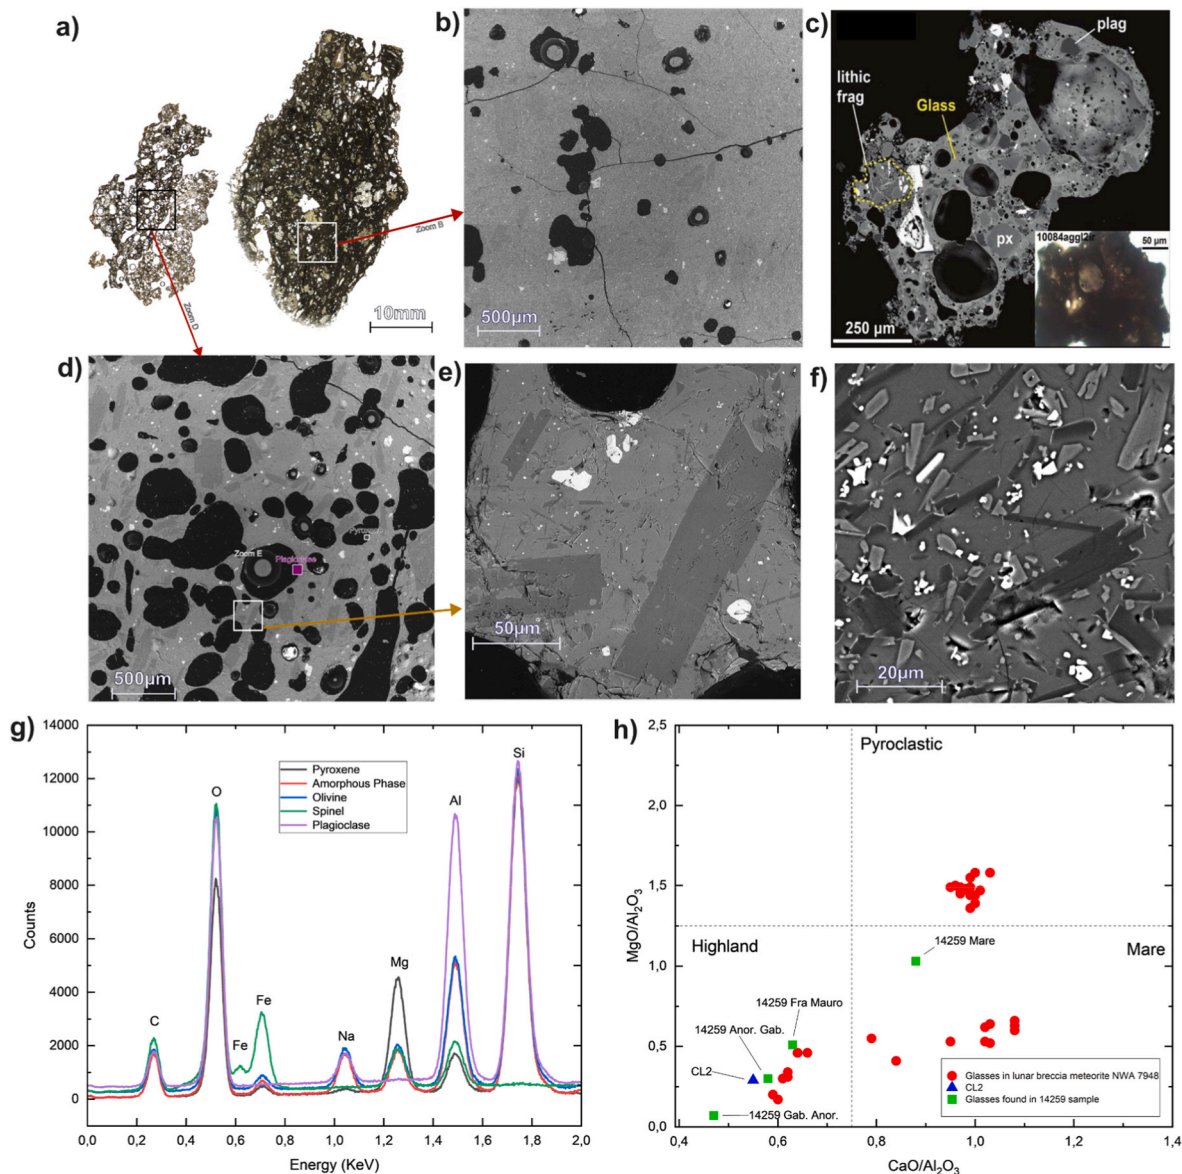 a)
Zoom B
Zoom D
10mm
b)
500µm
c)
plag
lithic
frag
Glass
px
10084aggl2ir
50 µm
250 µm
d)
Pyroxene
Zoom E
Plagioclase
500µm
e)
50µm
f)
20µm
g)
14000
12000
10000
8000
6000
4000
2000
0
Counts
C
O
Fe
Fe
Na
Mg
Al
Si
Pyroxene
Amorphous Phase
Olivine
Spinel
Plagioclase
0,0 0,2 0,4 0,6 0,8 1,0 1,2 1,4 1,6 1,8 2,0
Energy (KeV)
h)
2,5
2,0
1,5
1,0
0,5
0,0
MgO/Al₂O₃
Pyroclastic
Highland
Mare
14259 Mare
14259 Fra Mauro
14259 Anor. Gab.
CL2
14259 Gab. Anor.
Glasses in lunar breccia meteorite NWA 7948
CL2
Glasses found in 14259 sample
0,4 0,6 0,8 1,0 1,2 1,4
CaO/Al₂O₃